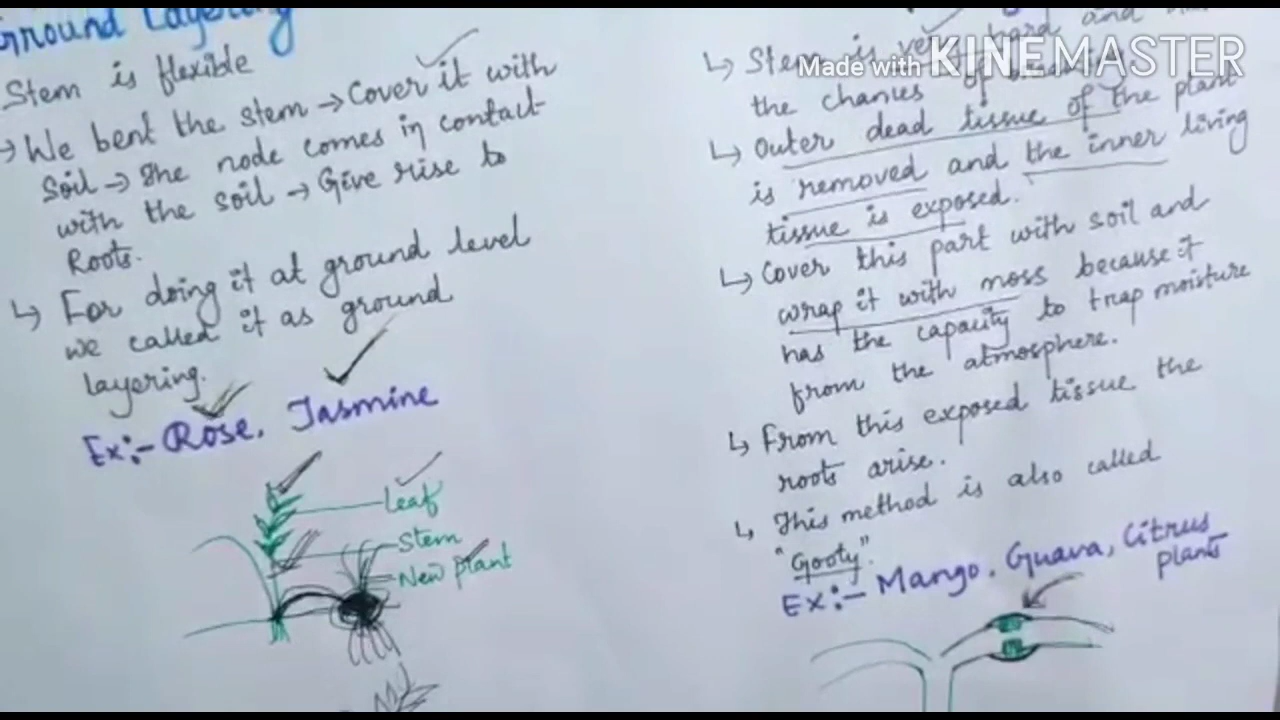 Ground Layering
Stem is flexible
→ We bent the stem → Cover it with
Soil → The node comes in contact
with the soil → Give rise to
Roots.
↳ For doing it at ground level
we called it as ground
layering.
Ex:- Rose, Jasmine
Leaf
Stem
New plant
↳ Stem is very hard and
the chances of
↳ Outer dead tissue of the plant
is removed and the inner living
tissue is exposed.
↳ Cover this part with soil and
wrap it with moss because it
has the capacity to trap moisture
from the atmosphere.
↳ From this exposed tissue the
roots arise.
↳ This method is also called
"Gooty".
Ex:- Mango, Guava, Citrus
plants
Made with KINEMASTER